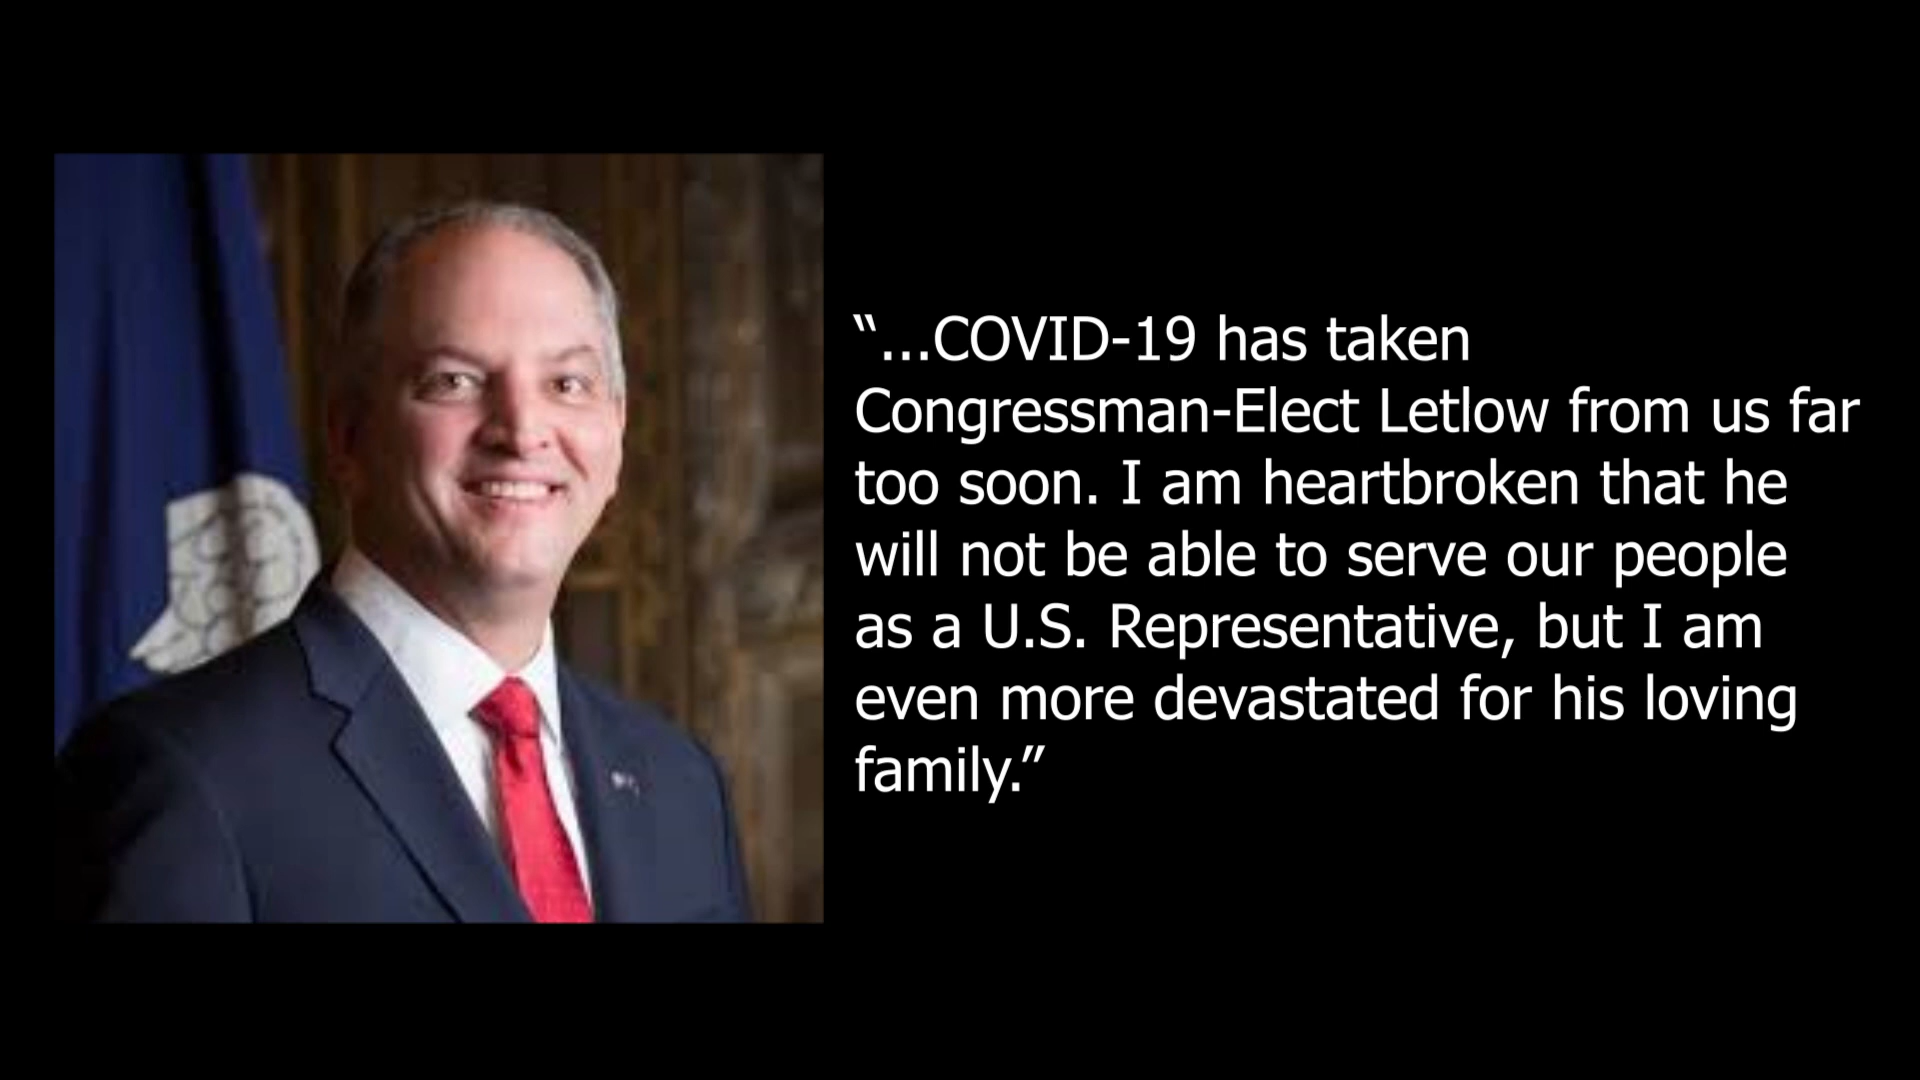 “...COVID-19 has taken
Congressman-Elect Letlow from us far
too soon. I am heartbroken that he
will not be able to serve our people
as a U.S. Representative, but I am
even more devastated for his loving
family.”